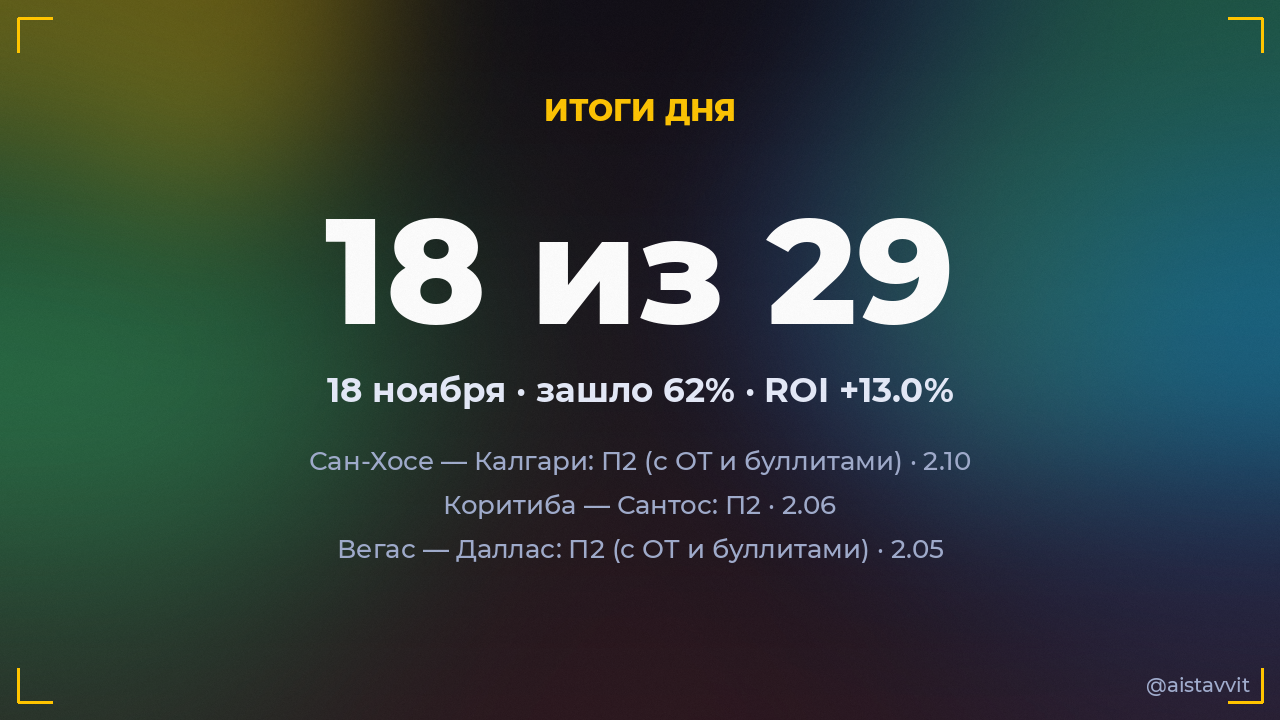 ИТОГИ ДНЯ
18 из 29
18 ноября · зашло 62% · ROI +13.0%
Сан-Хосе — Калгари: П2 (с ОТ и буллитами) · 2.10
Коритиба — Сантос: П2 · 2.06
Вегас — Даллас: П2 (с ОТ и буллитами) · 2.05
@aistavvit